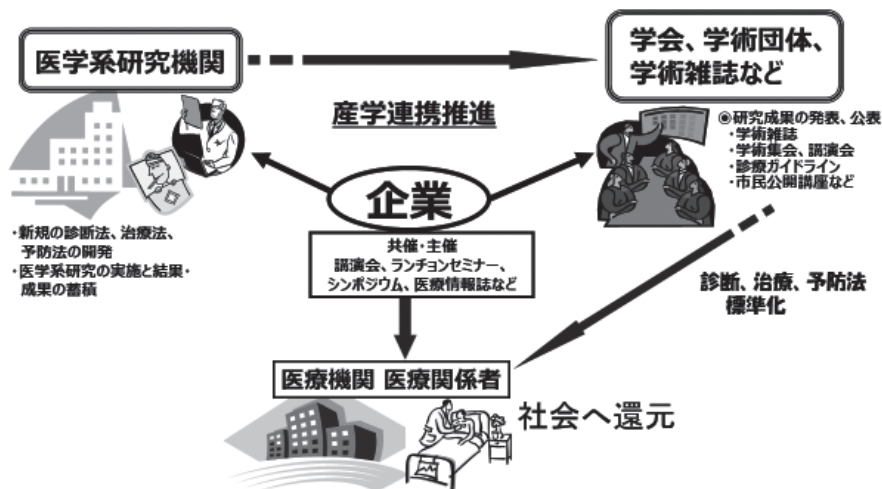 医学系研究機関
学会、学術団体、
学術雑誌など
産学連携推進
◉研究成果の発表、公表
・学術雑誌
・学術集会、講演会
・診療ガイドライン
・市民公開講座など
企業
・新規の診断法、治療法、
予防法の開発
・医学系研究の実施と結果・
成果の蓄積
共催・主催
講演会、ランチョンセミナー、
シンポジウム、医療情報誌など
診断、治療、予防法
標準化
医療機関 医療関係者
社会へ還元